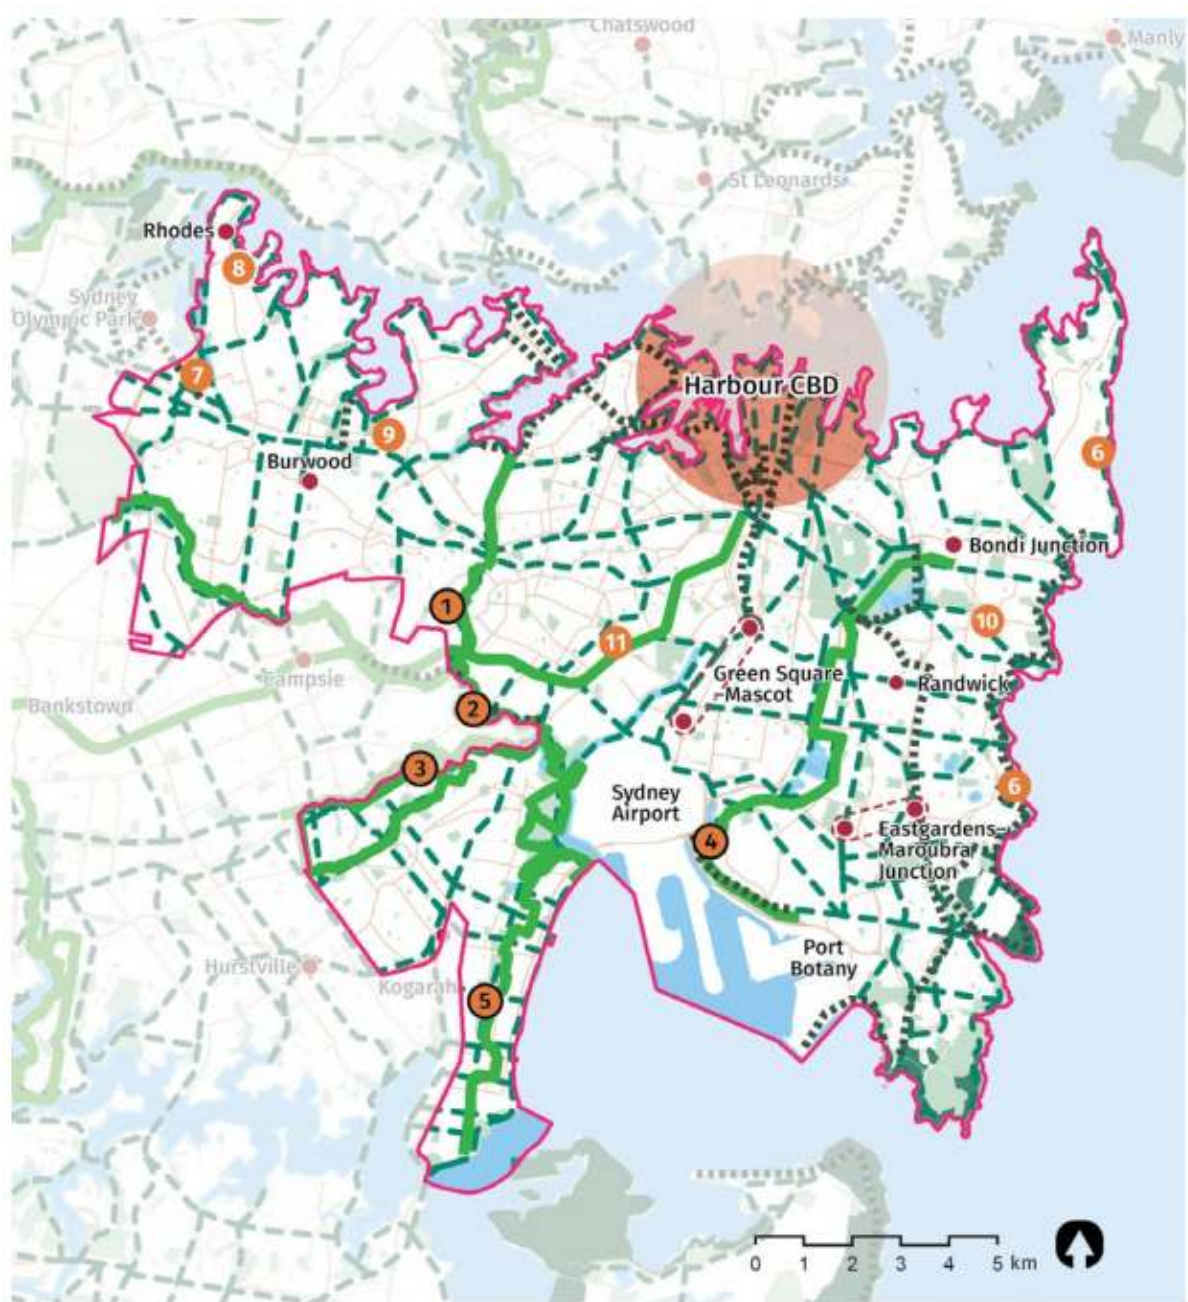 Chatswood
Manly
St Leonards
Rhodes
8
Sydney
Olympic Park
7
Harbour CBD
9
Burwood
6
Bondi Junction
1
11
10
Campsie
Green Square
–Mascot
Randwick
Bankstown
2
3
6
Sydney
Airport
4
Eastgardens–
Maroubra
Junction
Port
Botany
Hurstville
Kogarah
5
0 1 2 3 4 5 km